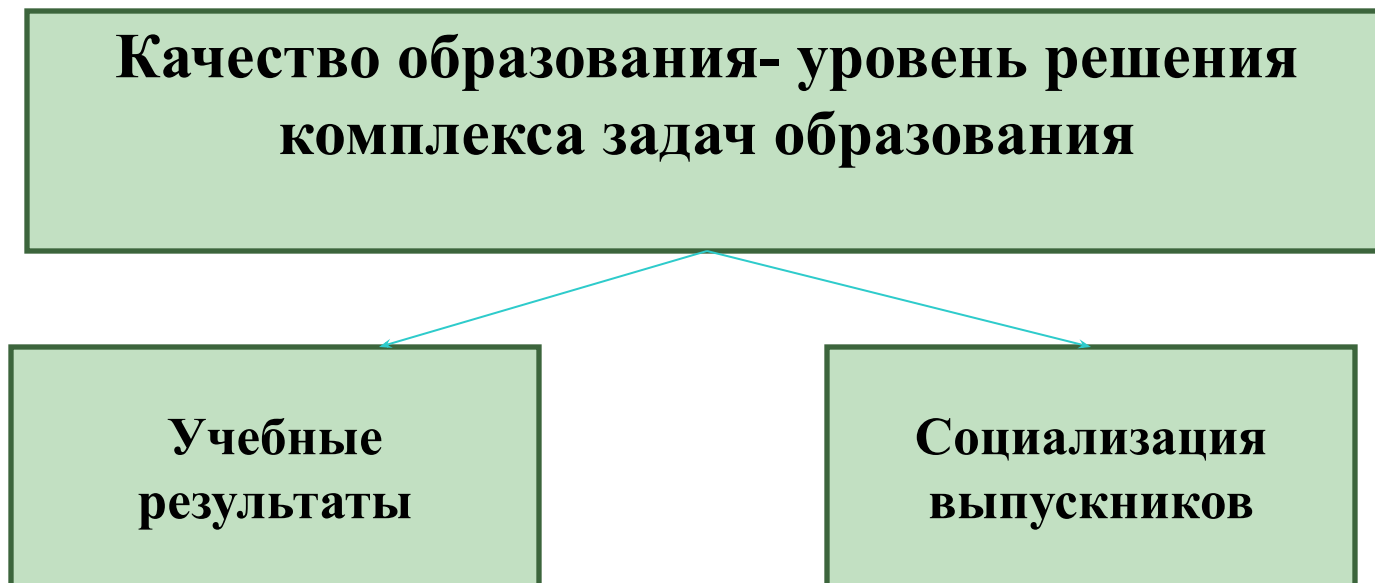 Качество образования- уровень решения
комплекса задач образования
Учебные
результаты
Социализация
выпускников